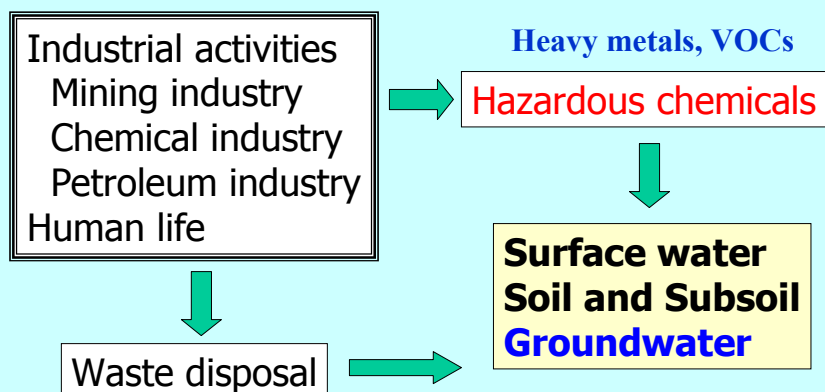 Industrial activities
Mining industry
Chemical industry
Petroleum industry
Human life
Heavy metals, VOCs
Hazardous chemicals
Surface water
Soil and Subsoil
Groundwater
Waste disposal